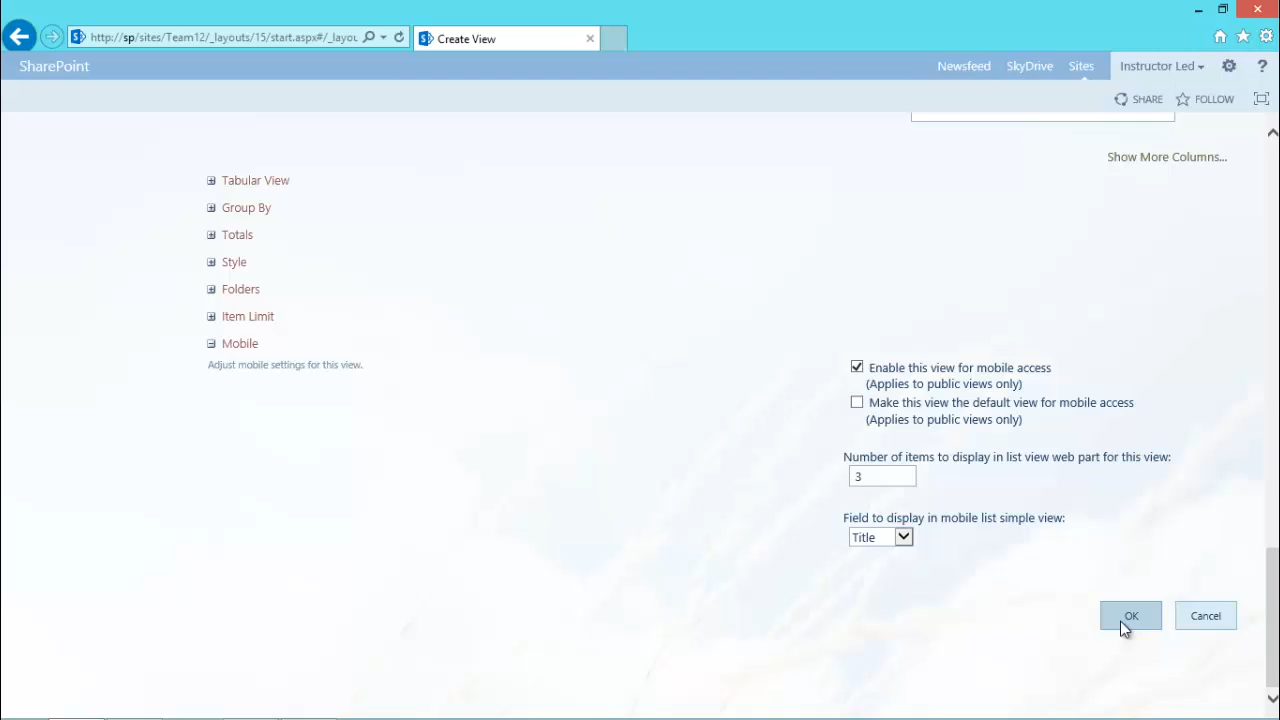 http://sp/sites/Team12/_layouts/15/start.aspx#/_layou
Create View
SharePoint
Newsfeed
SkyDrive
Sites
Instructor Led
?
SHARE
FOLLOW
Show More Columns...
Tabular View
Group By
Totals
Style
Folders
Item Limit
Mobile
Adjust mobile settings for this view.
Enable this view for mobile access
(Applies to public views only)
Make this view the default view for mobile access
(Applies to public views only)
Number of items to display in list view web part for this view:
3
Field to display in mobile list simple view:
Title
OK
Cancel